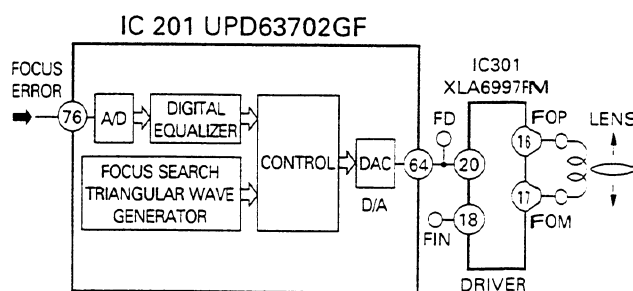 IC 201 UPD63702GF
FOCUS
ERROR
76
A/D
DIGITAL
EQUALIZER
FOCUS SEARCH
TRIANGULAR WAVE
GENERATOR
CONTROL
DAC
D/A
64
FD
20
18
FIN
IC301
XLA6997FM
16
17
FOP
FOM
LENS
DRIVER